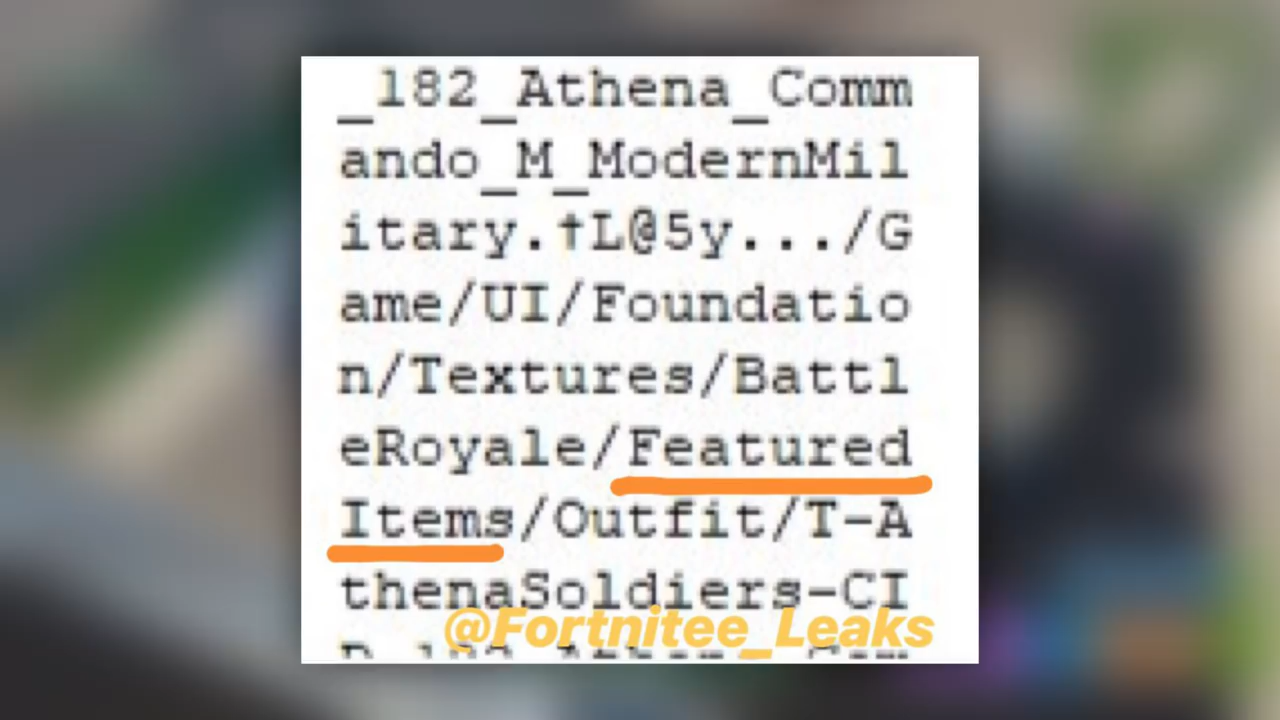 _182_Athena_Comm
ando_M_ModernMil
itary.†L@5y.../G
ame/UI/Foundatio
n/Textures/Battl
eRoyale/Featured
Items/Outfit/T-A
thenaSoldiers-CI
@Fortnitee_Leaks